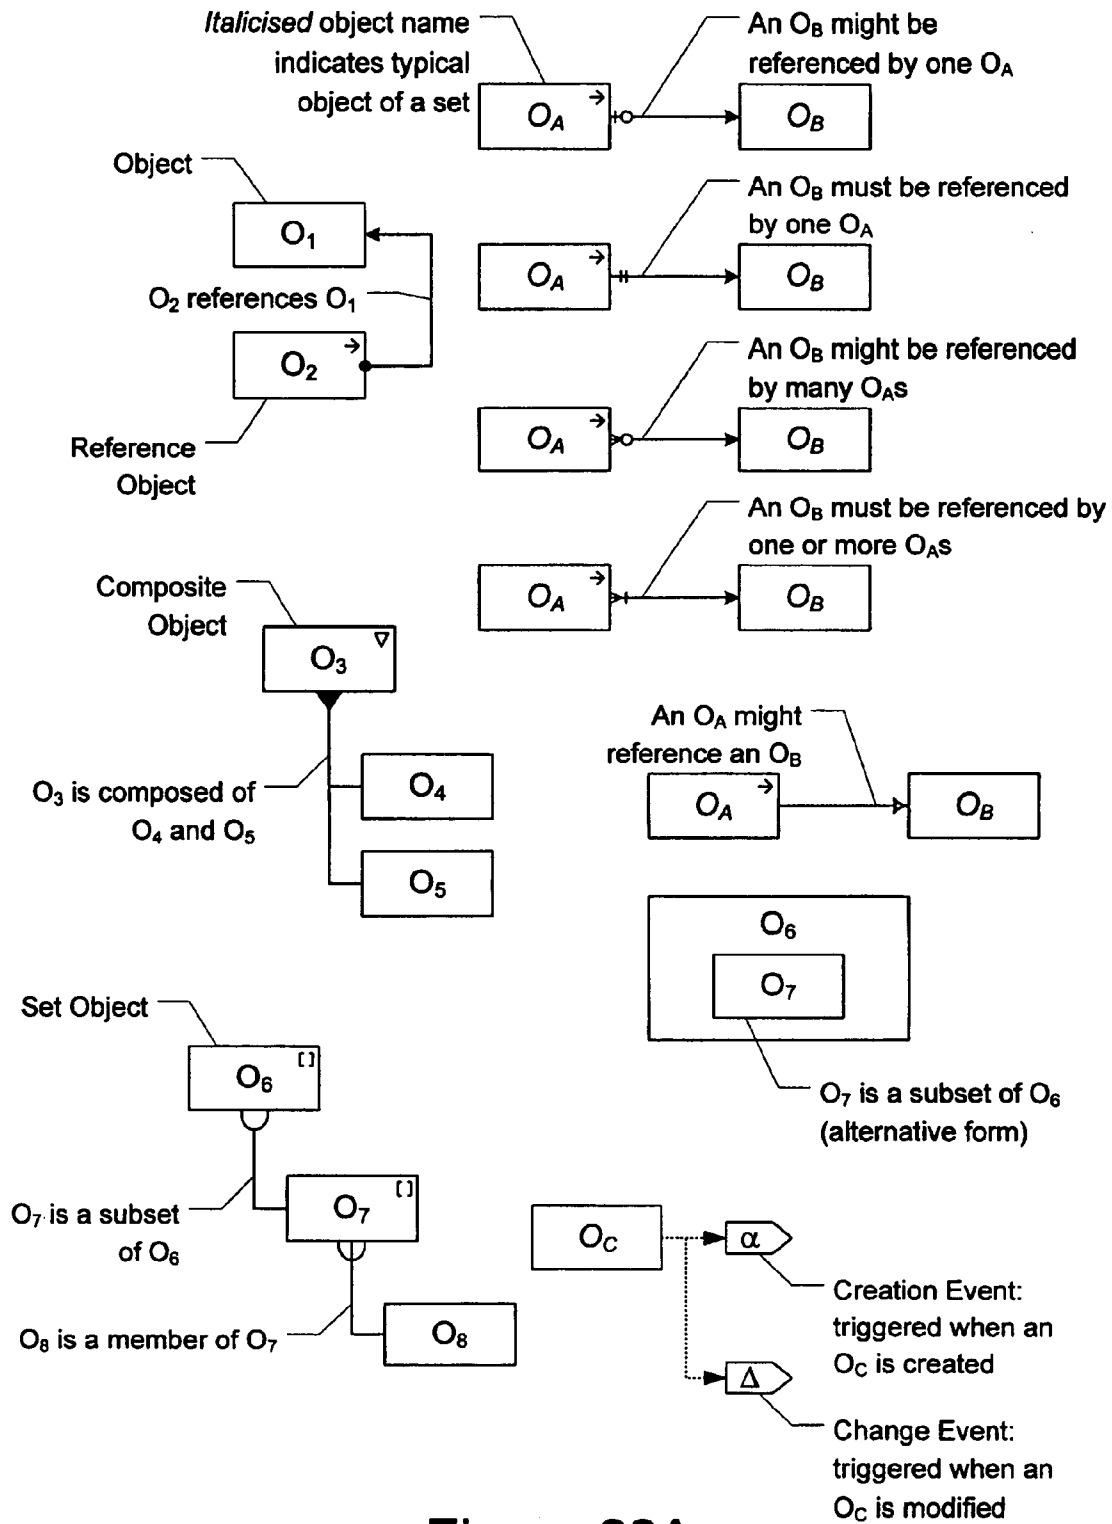 Italicised object name
indicates typical
object of a set
An OB might be
referenced by one OA
OA
OB
Object
O1
O2 references O1
O2
Reference
Object
An OB must be referenced
by one OA
OA
OB
An OB might be referenced
by many OAs
OA
OB
An OB must be referenced by
one or more OAs
OA
OB
Composite
Object
O3
O3 is composed of
O4 and O5
O4
O5
An OA might
reference an OB
OA
OB
O6
O7
O7 is a subset of O6
(alternative form)
Set Object
O6
[ ]
O7 is a subset
of O6
O7
[ ]
O8 is a member of O7
O8
OC
α
Creation Event:
triggered when an
OC is created
Δ
Change Event:
triggered when an
OC is modified